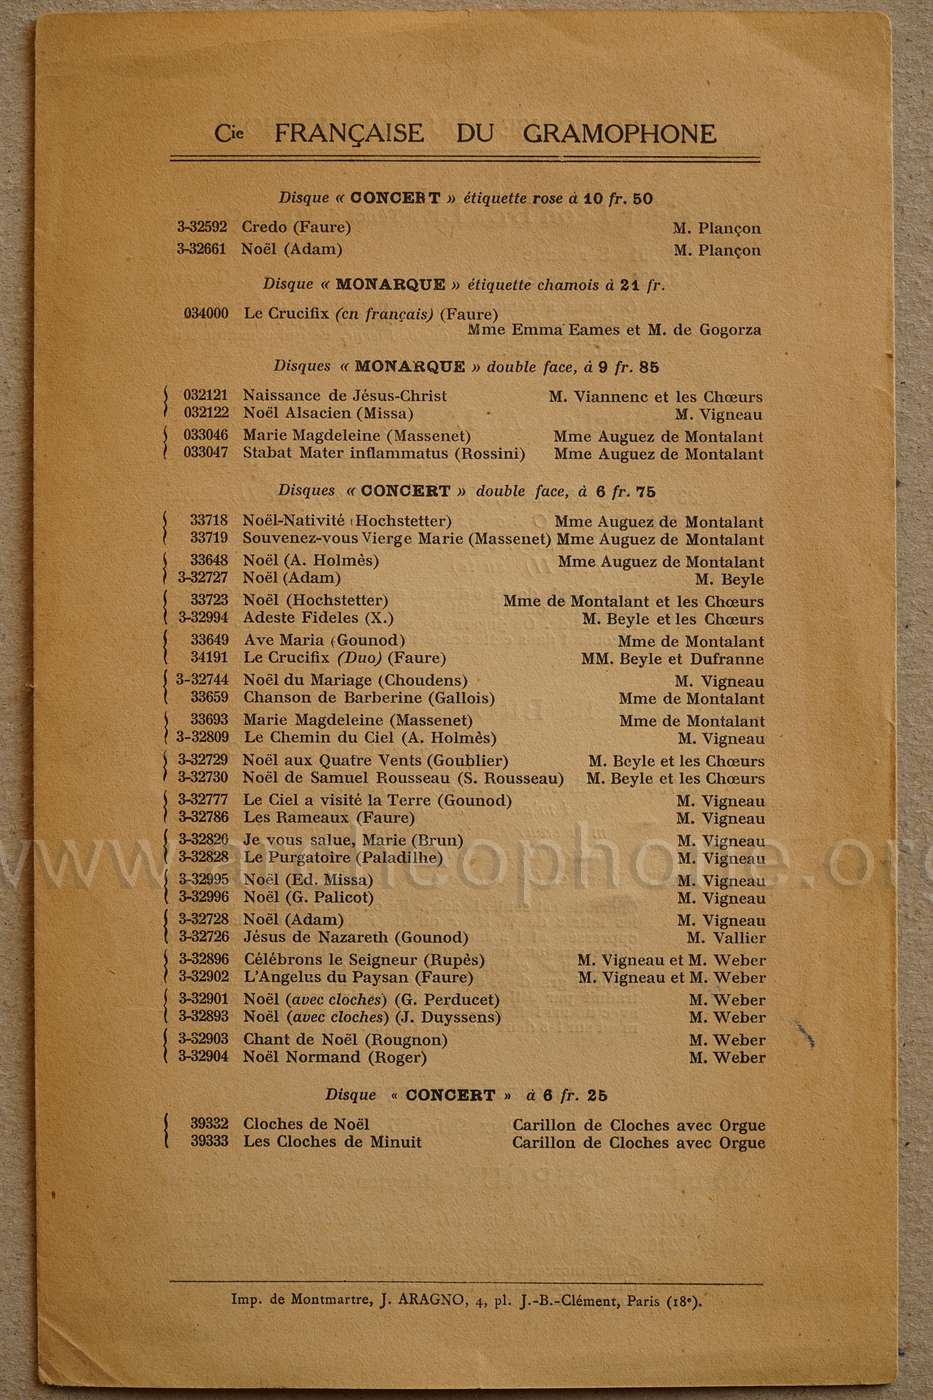 Cie FRANÇAISE DU GRAMOPHONE
Disque « CONCERT » étiquette rose à 10 fr. 50
3-32592 Credo (Faure) M. Plançon
3-32661 Noël (Adam) M. Plançon
Disque « MONARQUE » étiquette chamois à 21 fr.
034000 Le Crucifix (en français) (Faure)
Mme Emma Eames et M. de Gogorza
Disques « MONARQUE » double face, à 9 fr. 85
032121 Naissance de Jésus-Christ M. Viannenc et les Chœurs
032122 Noël Alsacien (Missa) M. Vigneau
033046 Marie Magdeleine (Massenet) Mme Auguez de Montalant
033047 Stabat Mater inflammatus (Rossini) Mme Auguez de Montalant
Disques « CONCERT » double face, à 6 fr. 75
33718 Noël-Nativité (Hochstetter) Mme Auguez de Montalant
33719 Souvenez-vous Vierge Marie (Massenet) Mme Auguez de Montalant
33648 Noël (A. Holmès) Mme Auguez de Montalant
3-32727 Noël (Adam) M. Beyle
33723 Noël (Hochstetter) Mme de Montalant et les Chœurs
3-32994 Adeste Fideles (X.) M. Beyle et les Chœurs
33649 Ave Maria (Gounod) Mme de Montalant
34191 Le Crucifix (Duo) (Faure) MM. Beyle et Dufranne
3-32744 Noël du Mariage (Choudens) M. Vigneau
33659 Chanson de Barberine (Gallois) Mme de Montalant
33693 Marie Magdeleine (Massenet) Mme de Montalant
3-32809 Le Chemin du Ciel (A. Holmès) M. Vigneau
3-32729 Noël aux Quatre Vents (Goublier) M. Beyle et les Chœurs
3-32730 Noël de Samuel Rousseau (S. Rousseau) M. Beyle et les Chœurs
3-32777 Le Ciel a visité la Terre (Gounod) M. Vigneau
3-32786 Les Rameaux (Faure) M. Vigneau
3-32820 Je vous salue, Marie (Brun) M. Vigneau
3-32828 Le Purgatoire (Paladilhe) M. Vigneau
3-32995 Noël (Ed. Missa) M. Vigneau
3-32996 Noël (G. Palicot) M. Vigneau
3-32728 Noël (Adam) M. Vigneau
3-32726 Jésus de Nazareth (Gounod) M. Vallier
3-32896 Célébrons le Seigneur (Rupès) M. Vigneau et M. Weber
3-32902 L'Angelus du Paysan (Faure) M. Vigneau et M. Weber
3-32901 Noël (avec cloches) (G. Perducet) M. Weber
3-32893 Noël (avec cloches) (J. Duyssens) M. Weber
3-32903 Chant de Noël (Rougnon) M. Weber
3-32904 Noël Normand (Roger) M. Weber
Disque « CONCERT » à 6 fr. 25
39332 Cloches de Noël Carillon de Cloches avec Orgue
39333 Les Cloches de Minuit Carillon de Cloches avec Orgue
Imp. de Montmartre, J. ARAGNO, 4, pl. J.-B.-Clément, Paris (18e).